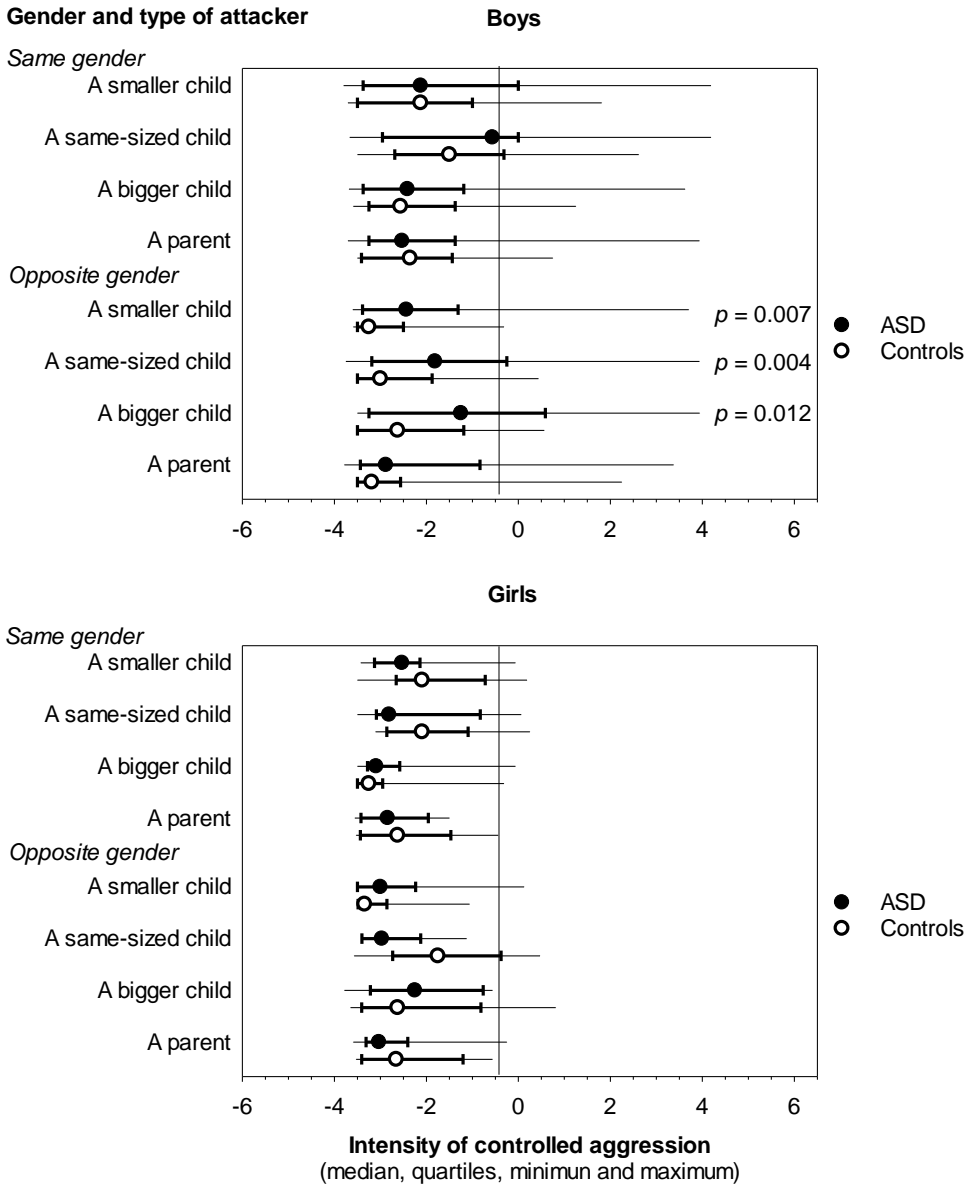 Gender and type of attacker
Boys
Same gender
A smaller child
A same-sized child
A bigger child
A parent
Opposite gender
A smaller child
p = 0.007
A same-sized child
p = 0.004
A bigger child
p = 0.012
A parent
ASD
Controls
-6 -4 -2 0 2 4 6
Girls
Same gender
A smaller child
A same-sized child
A bigger child
A parent
Opposite gender
A smaller child
A same-sized child
A bigger child
A parent
ASD
Controls
-6 -4 -2 0 2 4 6
Intensity of controlled aggression
(median, quartiles, minimun and maximum)